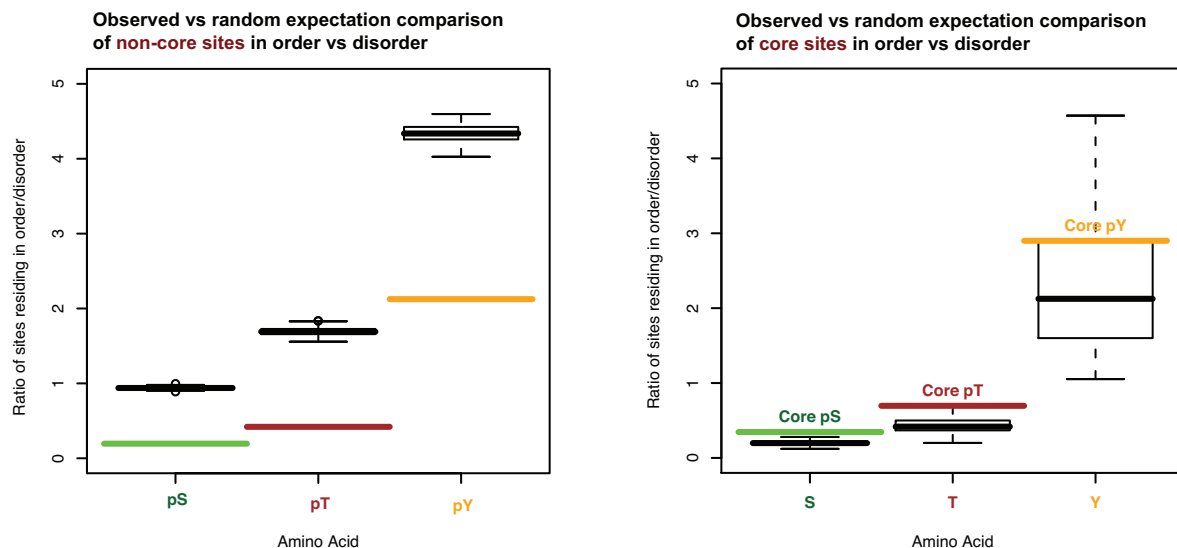 Observed vs random expectation comparison
of non-core sites in order vs disorder
Ratio of sites residing in order/disorder
5
4
3
2
1
0
pS
pT
pY
Amino Acid
Observed vs random expectation comparison
of core sites in order vs disorder
Ratio of sites residing in order/disorder
5
4
3
2
1
0
Core pY
Core pT
Core pS
S
T
Y
Amino Acid